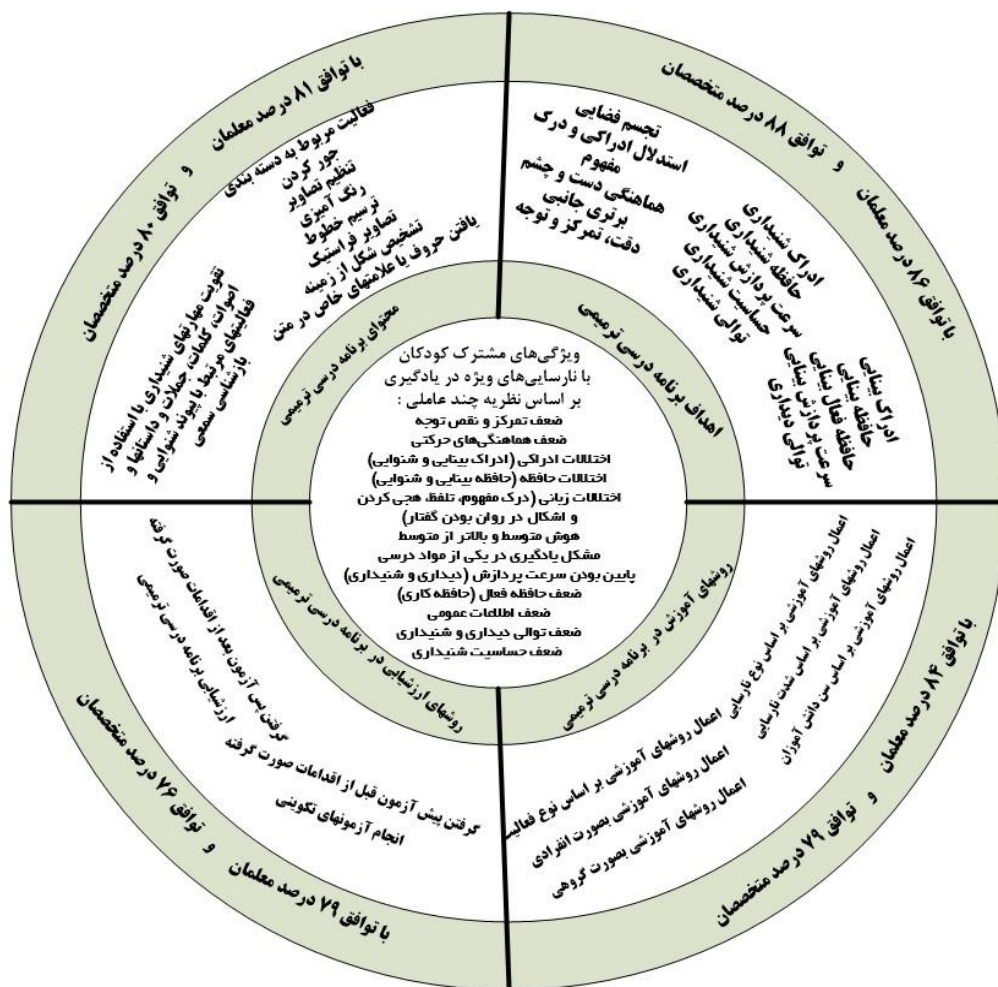 ویژگی‌های مشترک کودکان
با نارسایی‌های ویژه در یادگیری
بر اساس نظریه چند عاملی :
ضعف تمرکز و نقص توجه
ضعف هماهنگی‌های حرکتی
اختلالات ادراکی (ادراک بینایی و شنوایی)
اختلالات حافظه (حافظه بینایی و شنوایی)
اختلالات زبانی (درک مفهوم، تلفظ، هجی کردن
و اشکال در روان بودن گفتار)
هوش متوسط و بالاتر از متوسط
مشکل یادگیری در یکی از مواد درسی
پایین بودن سرعت پردازش (دیداری و شنیداری)
ضعف حافظه فعال (حافظه کاری)
ضعف اطلاعات عمومی
ضعف توالی دیداری و شنیداری
ضعف حساسیت شنیداری
اهداف برنامه درسی ترمیمی
تجسم فضایی
استدلال ادراکی و درک
مفهوم
هماهنگی دست و چشم
برتری جانبی
دقت، تمرکز و توجه
ادراک شنیداری
حافظه شنیداری
سرعت پردازش شنیداری
حساسیت شنیداری
توالی شنیداری
ادراک بینایی
حافظه بینایی
حافظه فعال بینایی
سرعت پردازش بینایی
توالی دیداری
با توافق ۸۶ درصد معلمان و توافق ۸۸ درصد متخصصان
محتوای برنامه درسی ترمیمی
فعالیت مربوط به دسته بندی
جور کردن
تنظیم تصاویر
رنگ آمیزی
ترسیم خطوط
تصاویر فراستیک
تشخیص شکل از زمینه
یافتن حروف یا علامتهای خاص در متن
تقویت مهارتهای شنیداری با استفاده از
اصوات، کلمات، جملات و داستانها و
فعالیتهای مرتبط با پیوند شنوایی و
بازشناسی سمعی
با توافق ۸۱ درصد معلمان و توافق ۸۰ درصد متخصصان
روشهای آموزش در برنامه درسی ترمیمی
اعمال روشهای آموزشی بر اساس نوع نارسایی
اعمال روشهای آموزشی بر اساس شدت نارسایی
اعمال روشهای آموزشی بر اساس سن دانش آموزان
اعمال روشهای آموزشی بر اساس نوع فعالیت
اعمال روشهای آموزشی بصورت انفرادی
اعمال روشهای آموزشی بصورت گروهی
با توافق ۸۴ درصد معلمان و توافق ۷۹ درصد متخصصان
روشهای ارزشیابی در برنامه درسی ترمیمی
گرفتن پس آزمون بعد از اقدامات صورت گرفته
ارزشیابی برنامه درسی ترمیمی
گرفتن پیش آزمون قبل از اقدامات صورت گرفته
انجام آزمونهای تکوینی
با توافق ۷۹ درصد معلمان و توافق ۷۶ درصد متخصصان